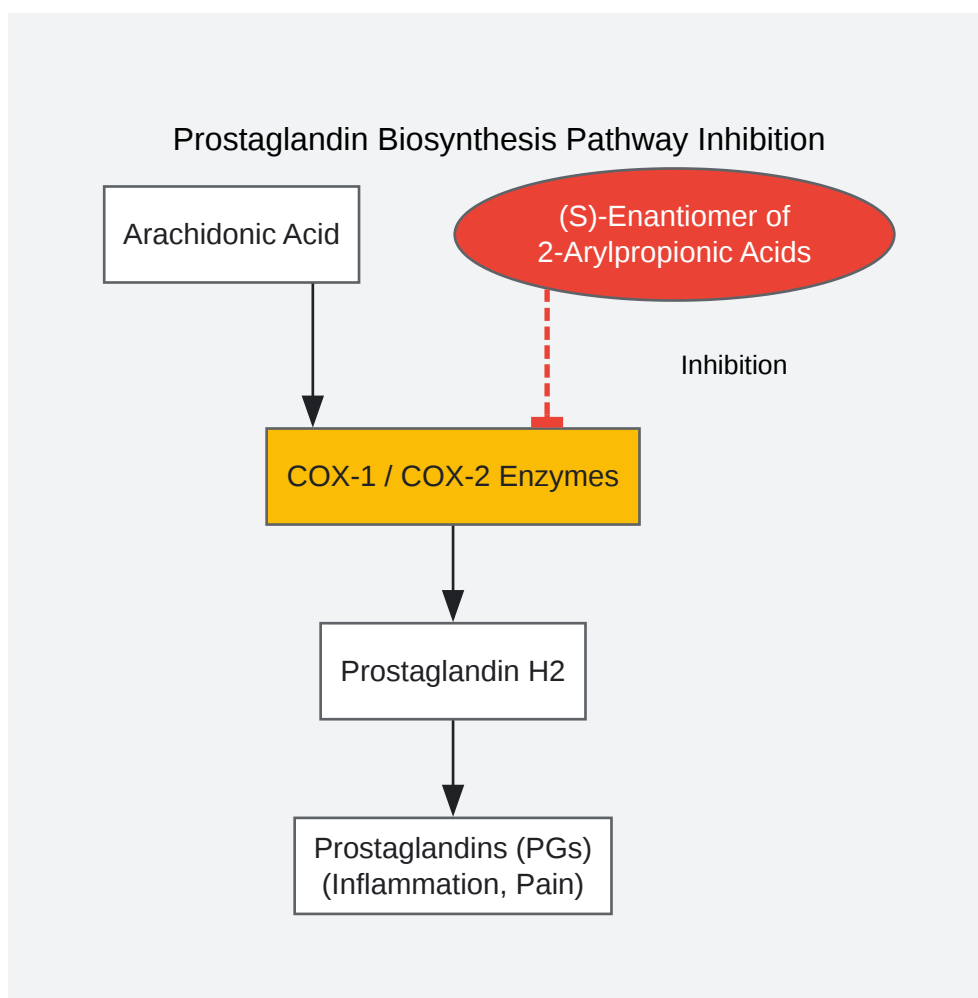 Prostaglandin Biosynthesis Pathway Inhibition
Arachidonic Acid
(S)-Enantiomer of
2-Arylpropionic Acids
Inhibition
COX-1 / COX-2 Enzymes
Prostaglandin H2
Prostaglandins (PGs)
(Inflammation, Pain)